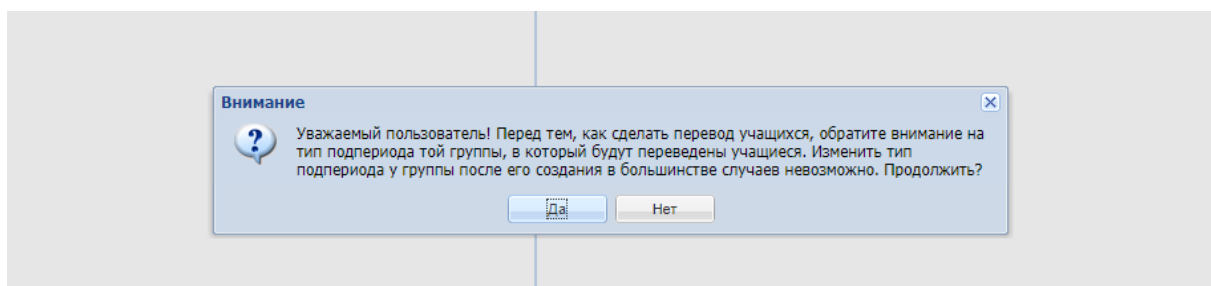 Внимание
Уважаемый пользователь! Перед тем, как сделать перевод учащихся, обратите внимание на
тип подпериода той группы, в который будут переведены учащиеся. Изменить тип
подпериода у группы после его создания в большинстве случаев невозможно. Продолжить?
Да
Нет